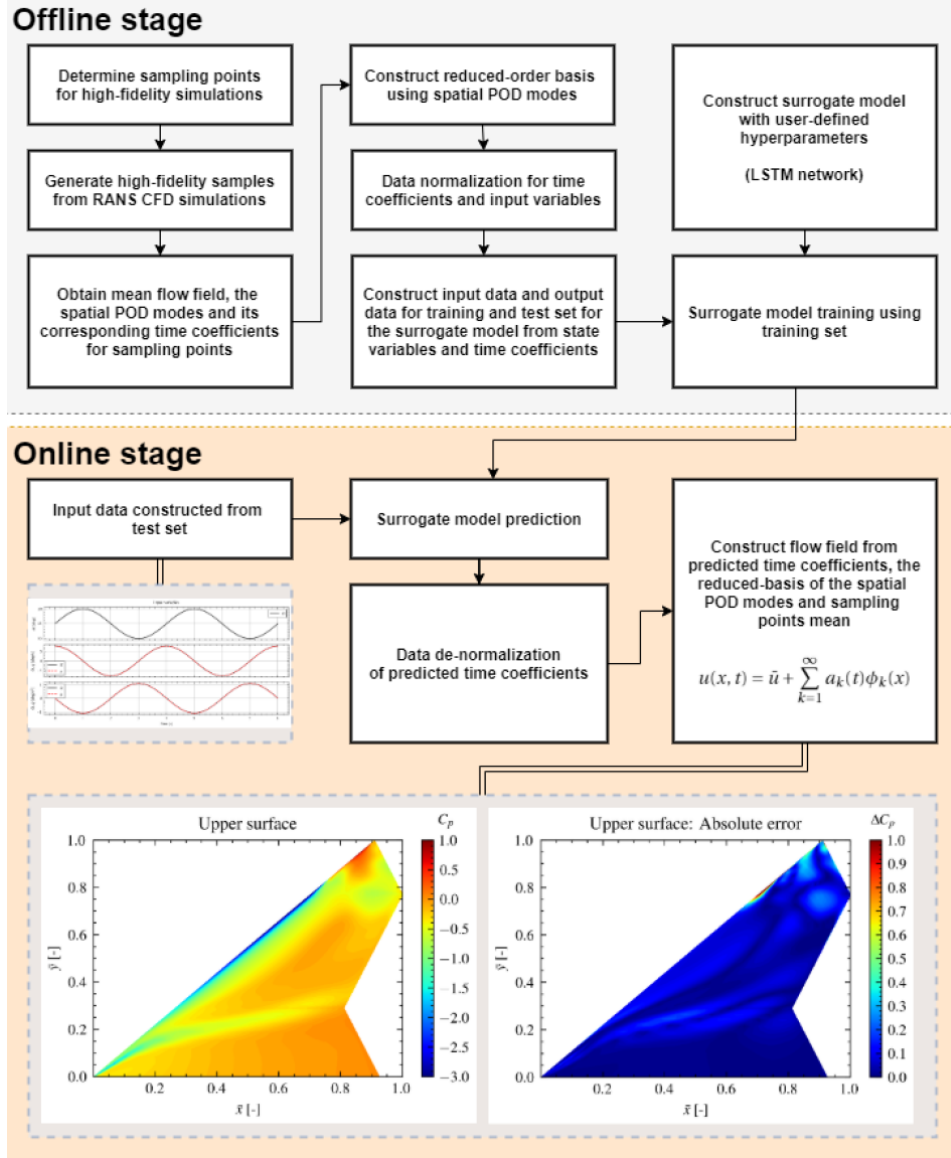 Offline stage
Determine sampling points
for high-fidelity simulations
Generate high-fidelity samples
from RANS CFD simulations
Obtain mean flow field, the
spatial POD modes and its
corresponding time coefficients
for sampling points
Construct reduced-order basis
using spatial POD modes
Data normalization for time
coefficients and input variables
Construct input data and output
data for training and test set for
the surrogate model from state
variables and time coefficients
Construct surrogate model
with user-defined
hyperparameters
(LSTM network)
Surrogate model training using
training set
Online stage
Input data constructed from
test set
Surrogate model prediction
Data de-normalization
of predicted time coefficients
Construct flow field from
predicted time coefficients, the
reduced-basis of the spatial
POD modes and sampling
points mean
u(x, t) = ū + ∑_{k=1}^{∞} a_k(t)ϕ_k(x)
Upper surface
C_p
1.0
0.8
0.6
0.4
0.2
0.0
ȳ [-]
0.2 0.4 0.6 0.8 1.0
x̄ [-]
1.0
0.5
0.0
−0.5
−1.0
−1.5
−2.0
−2.5
−3.0
Upper surface: Absolute error
ΔC_p
1.0
0.8
0.6
0.4
0.2
0.0
ȳ [-]
0.2 0.4 0.6 0.8 1.0
x̄ [-]
1.0
0.9
0.8
0.7
0.6
0.5
0.4
0.3
0.2
0.1
0.0